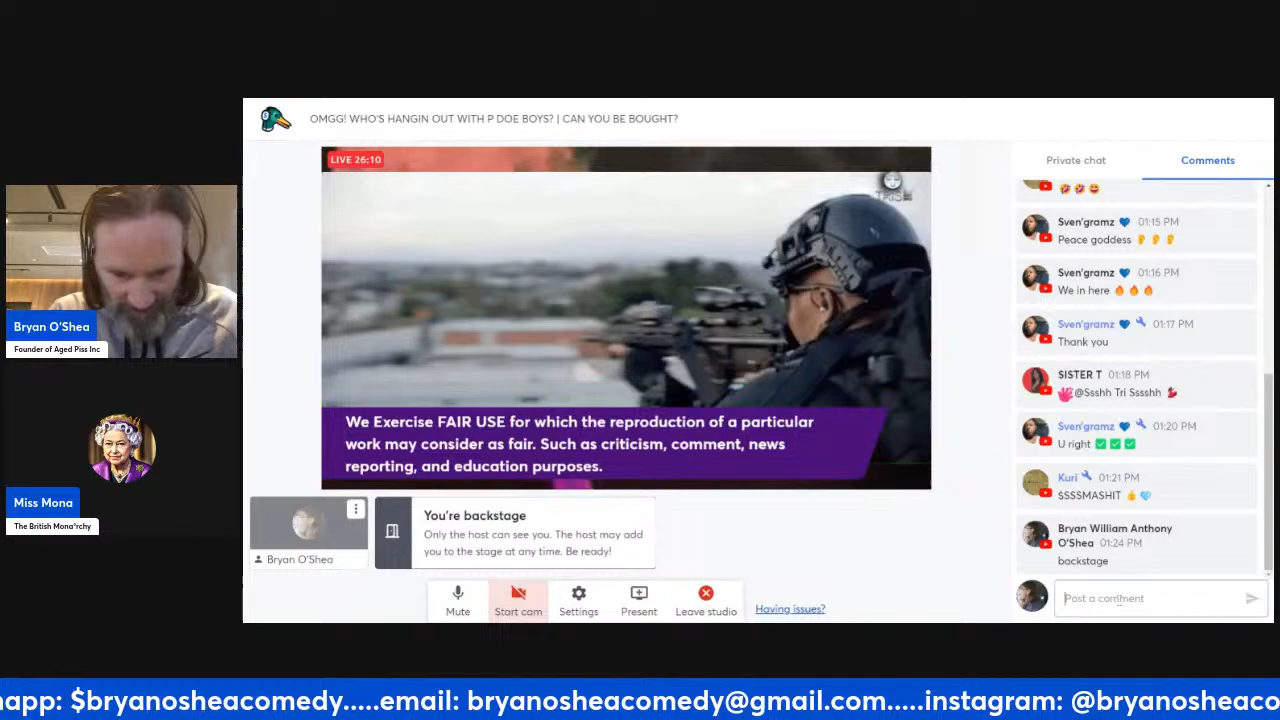 OMGG! WHO'S HANGIN OUT WITH P DOE BOYS? | CAN YOU BE BOUGHT?
LIVE 26:10
We Exercise FAIR USE for which the reproduction of a particular
work may consider as fair. Such as criticism, comment, news
reporting, and education purposes.
Bryan O'Shea
Founder of Aged Piss Inc
Miss Mona
The British Mona*rchy
Bryan O'Shea
You're backstage
Only the host can see you. The host may add
you to the stage at any time. Be ready!
Mute
Start cam
Settings
Present
Leave studio
Having issues?
Private chat
Comments
🤣🤣😄
Sven'gramz 💙 01:15 PM
Peace goddess 👂👂👂
Sven'gramz 💙 01:16 PM
We in here 🔥🔥🔥
Sven'gramz 💙 01:17 PM
Thank you
SISTER T 01:18 PM
@Sshh Tri Sssshh 💃
Sven'gramz 💙 01:20 PM
U right ✅✅✅
Kuri 01:21 PM
$SSSMASHIT 👍🩵
Bryan William Anthony
O'Shea 01:24 PM
backstage
Post a comment
app: $bryanosheacomedy.....email: bryanosheacomedy@gmail.com.....instagram: @bryanosheaco